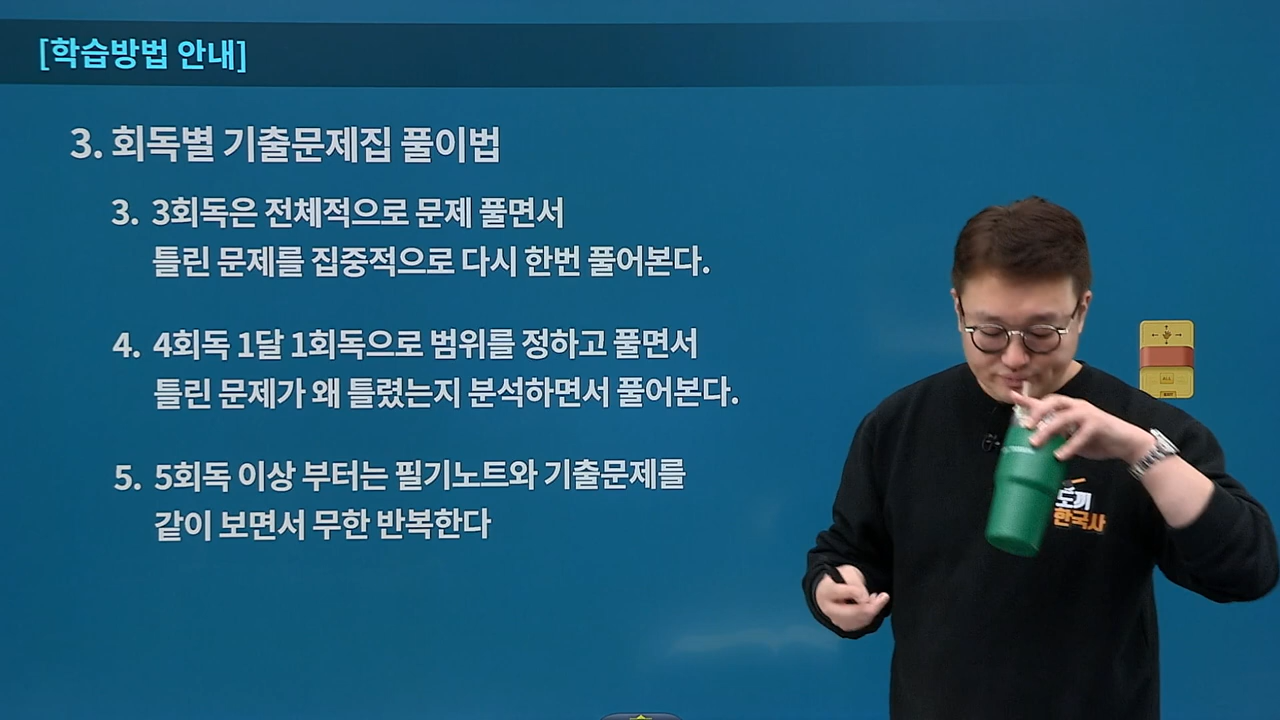 [학습방법 안내]
3. 회독별 기출문제집 풀이법
3. 3회독은 전체적으로 문제 풀면서
틀린 문제를 집중적으로 다시 한번 풀어본다.
4. 4회독 1달 1회독으로 범위를 정하고 풀면서
틀린 문제가 왜 틀렸는지 분석하면서 풀어본다.
5. 5회독 이상 부터는 필기노트와 기출문제를
같이 보면서 무한 반복한다
도끼
한국사